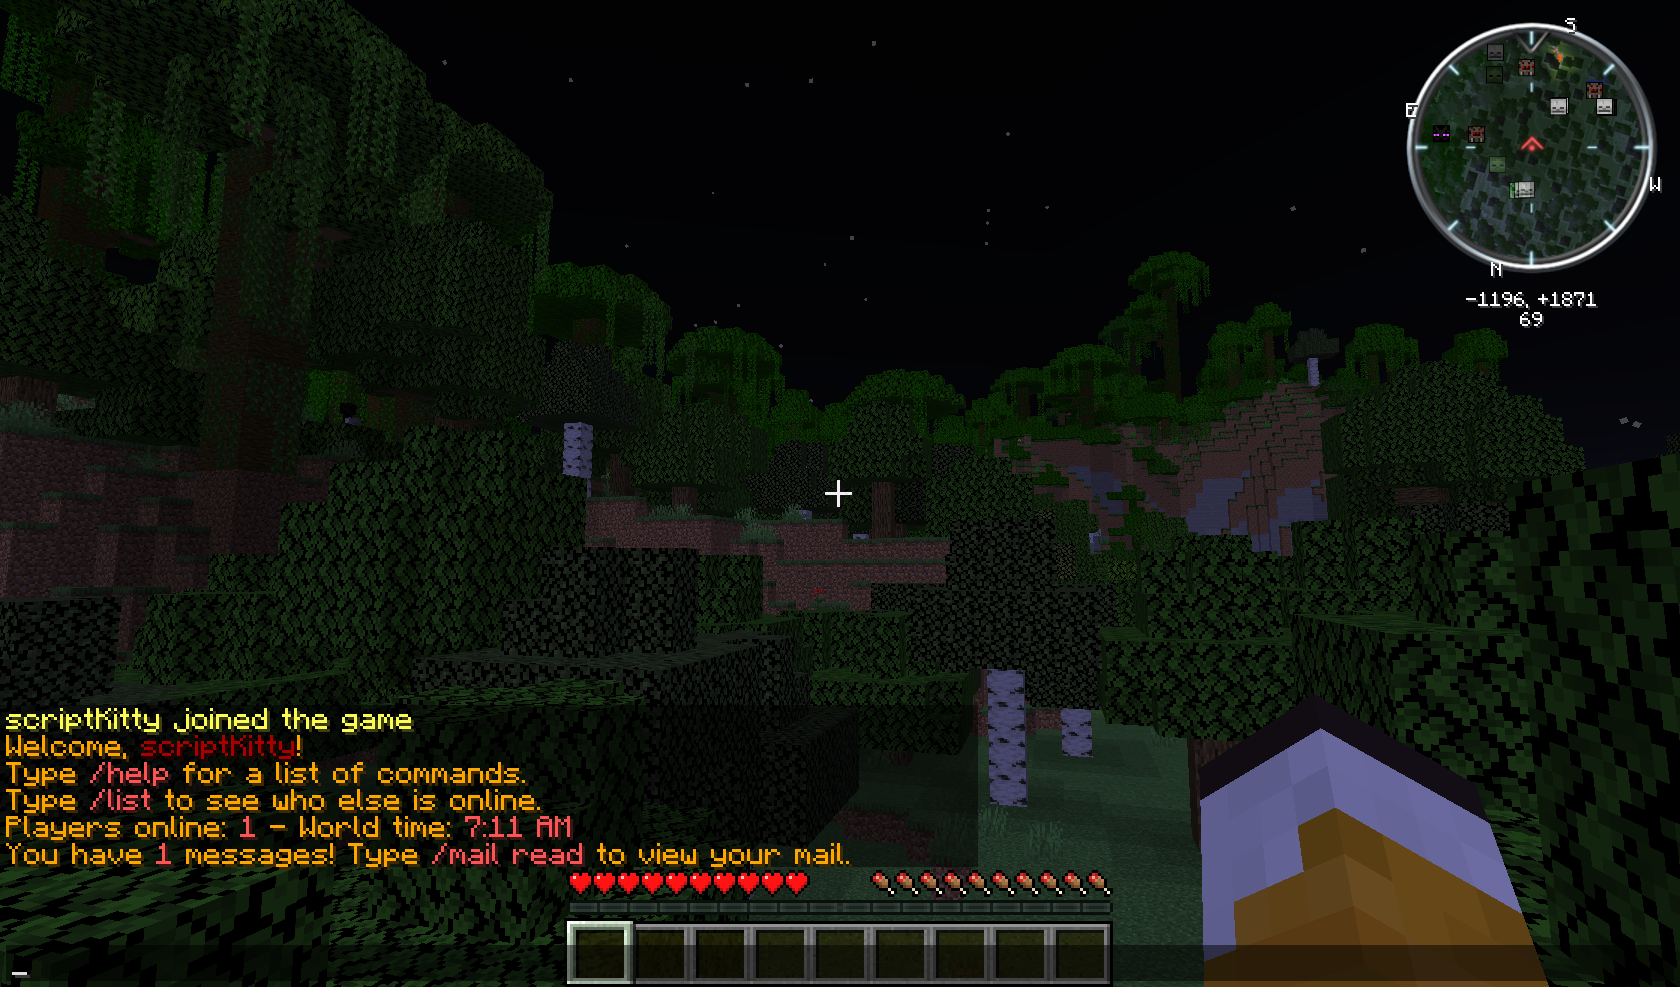 S
E
W
N
-1196, +1871
69
scriptKitty joined the game
Welcome, scriptKitty!
Type /help for a list of commands.
Type /list to see who else is online.
Players online: 1 - World time: 7:11 AM
You have 1 messages! Type /mail read to view your mail.
_